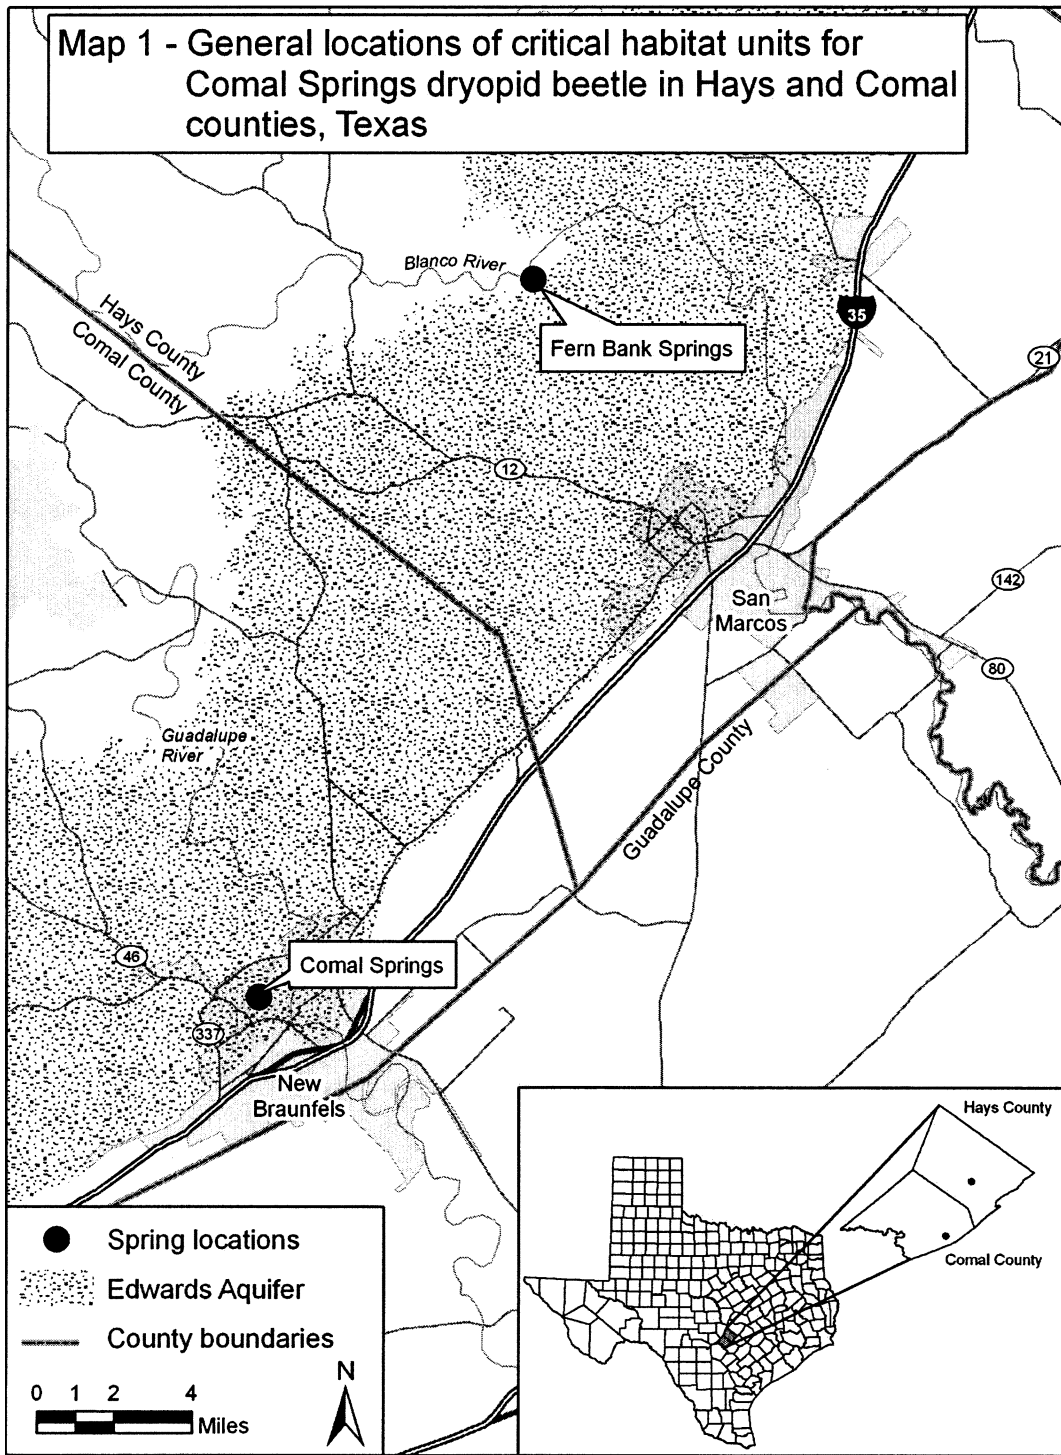 Map 1 - General locations of critical habitat units for
Comal Springs dryopid beetle in Hays and Comal
counties, Texas
Blanco River
Fern Bank Springs
35
21
Hays County
Comal County
12
142
San
Marcos
80
Guadalupe
River
Guadalupe County
46
Comal Springs
337
New
Braunfels
Hays County
Comal County
Spring locations
Edwards Aquifer
County boundaries
N
0 1 2 4
Miles